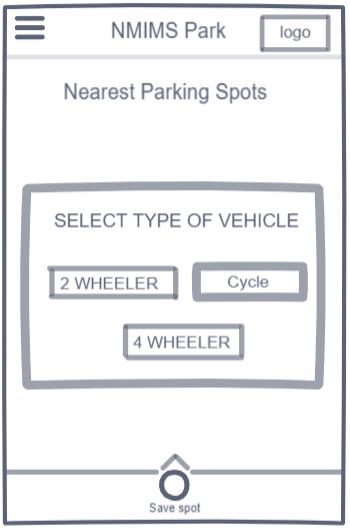 NMIMS Park
logo
Nearest Parking Spots
SELECT TYPE OF VEHICLE
2 WHEELER
Cycle
4 WHEELER
Save spot